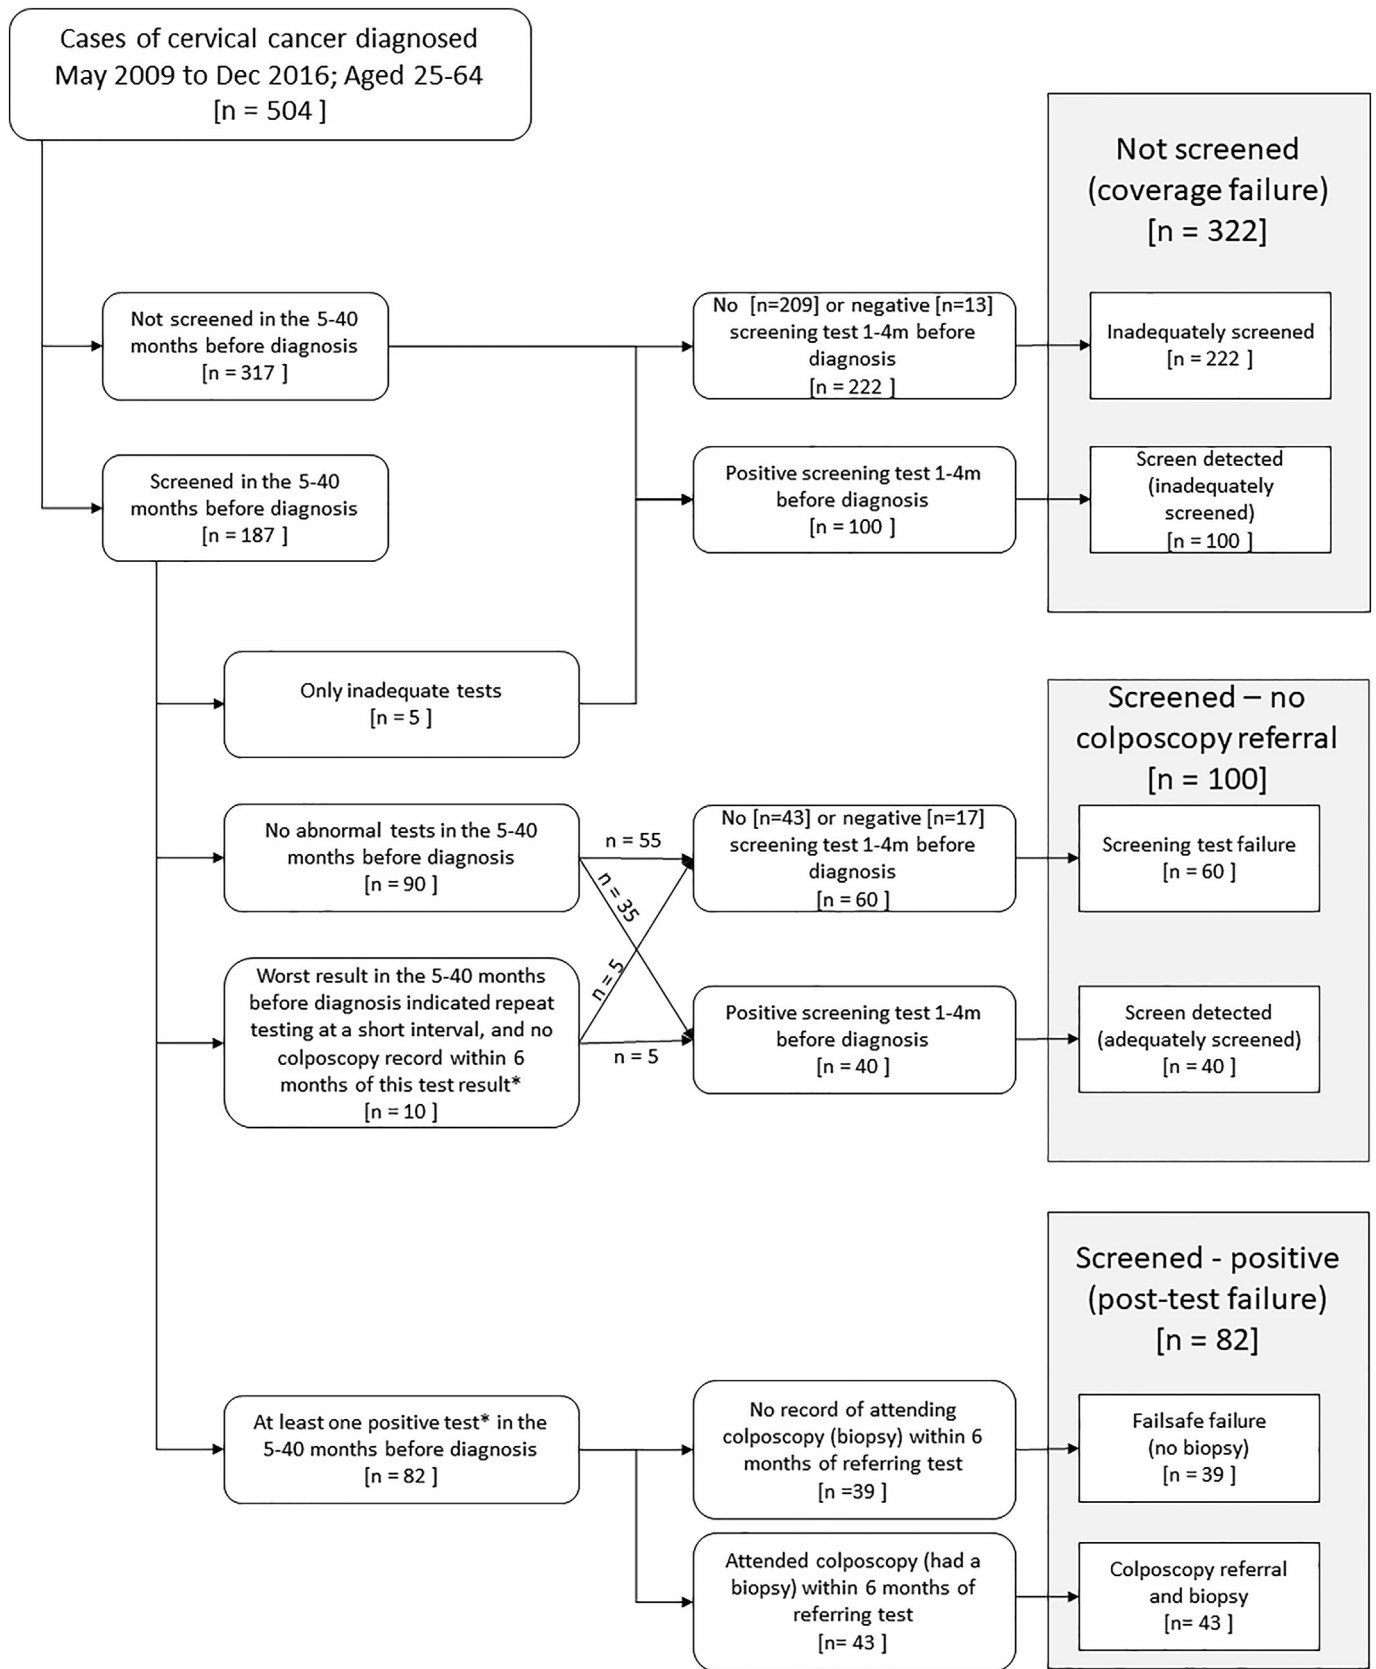 Cases of cervical cancer diagnosed
May 2009 to Dec 2016; Aged 25-64
[n = 504 ]
Not screened
(coverage failure)
[n = 322]
Not screened in the 5-40
months before diagnosis
[n = 317 ]
No [n=209] or negative [n=13]
screening test 1-4m before
diagnosis
[n = 222 ]
Inadequately screened
[n = 222 ]
Screened in the 5-40
months before diagnosis
[n = 187 ]
Positive screening test 1-4m
before diagnosis
[n = 100 ]
Screen detected
(inadequately
screened)
[n = 100 ]
Only inadequate tests
[n = 5 ]
Screened – no
colposcopy referral
[n = 100]
No abnormal tests in the 5-40
months before diagnosis
[n = 90 ]
n = 55
n = 35
n = 5
n = 5
No [n=43] or negative [n=17]
screening test 1-4m before
diagnosis
[n = 60 ]
Screening test failure
[n = 60 ]
Worst result in the 5-40 months
before diagnosis indicated repeat
testing at a short interval, and no
colposcopy record within 6
months of this test result*
[n = 10 ]
Positive screening test 1-4m
before diagnosis
[n = 40 ]
Screen detected
(adequately screened)
[n = 40 ]
Screened - positive
(post-test failure)
[n = 82]
At least one positive test* in the
5-40 months before diagnosis
[n = 82 ]
No record of attending
colposcopy (biopsy) within 6
months of referring test
[n =39 ]
Failsafe failure
(no biopsy)
[n = 39 ]
Attended colposcopy (had a
biopsy) within 6 months of
referring test
[n= 43 ]
Colposcopy referral
and biopsy
[n= 43 ]